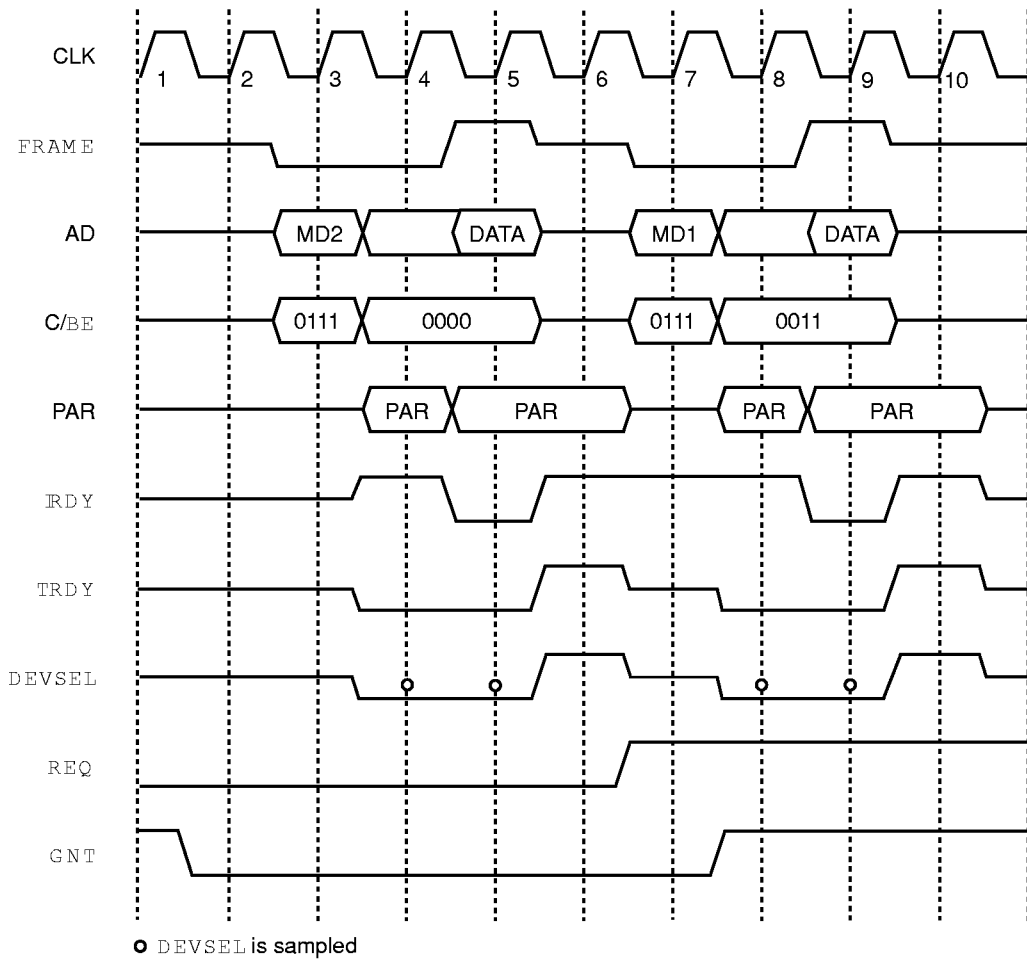 CLK
1 2 3 4 5 6 7 8 9 10
FRAME
AD
MD2 DATA MD1 DATA
C/BE
0111 0000 0111 0011
PAR
PAR PAR PAR PAR
IRDY
TRDY
DEVSEL
REQ
GNT
DEVSEL is sampled